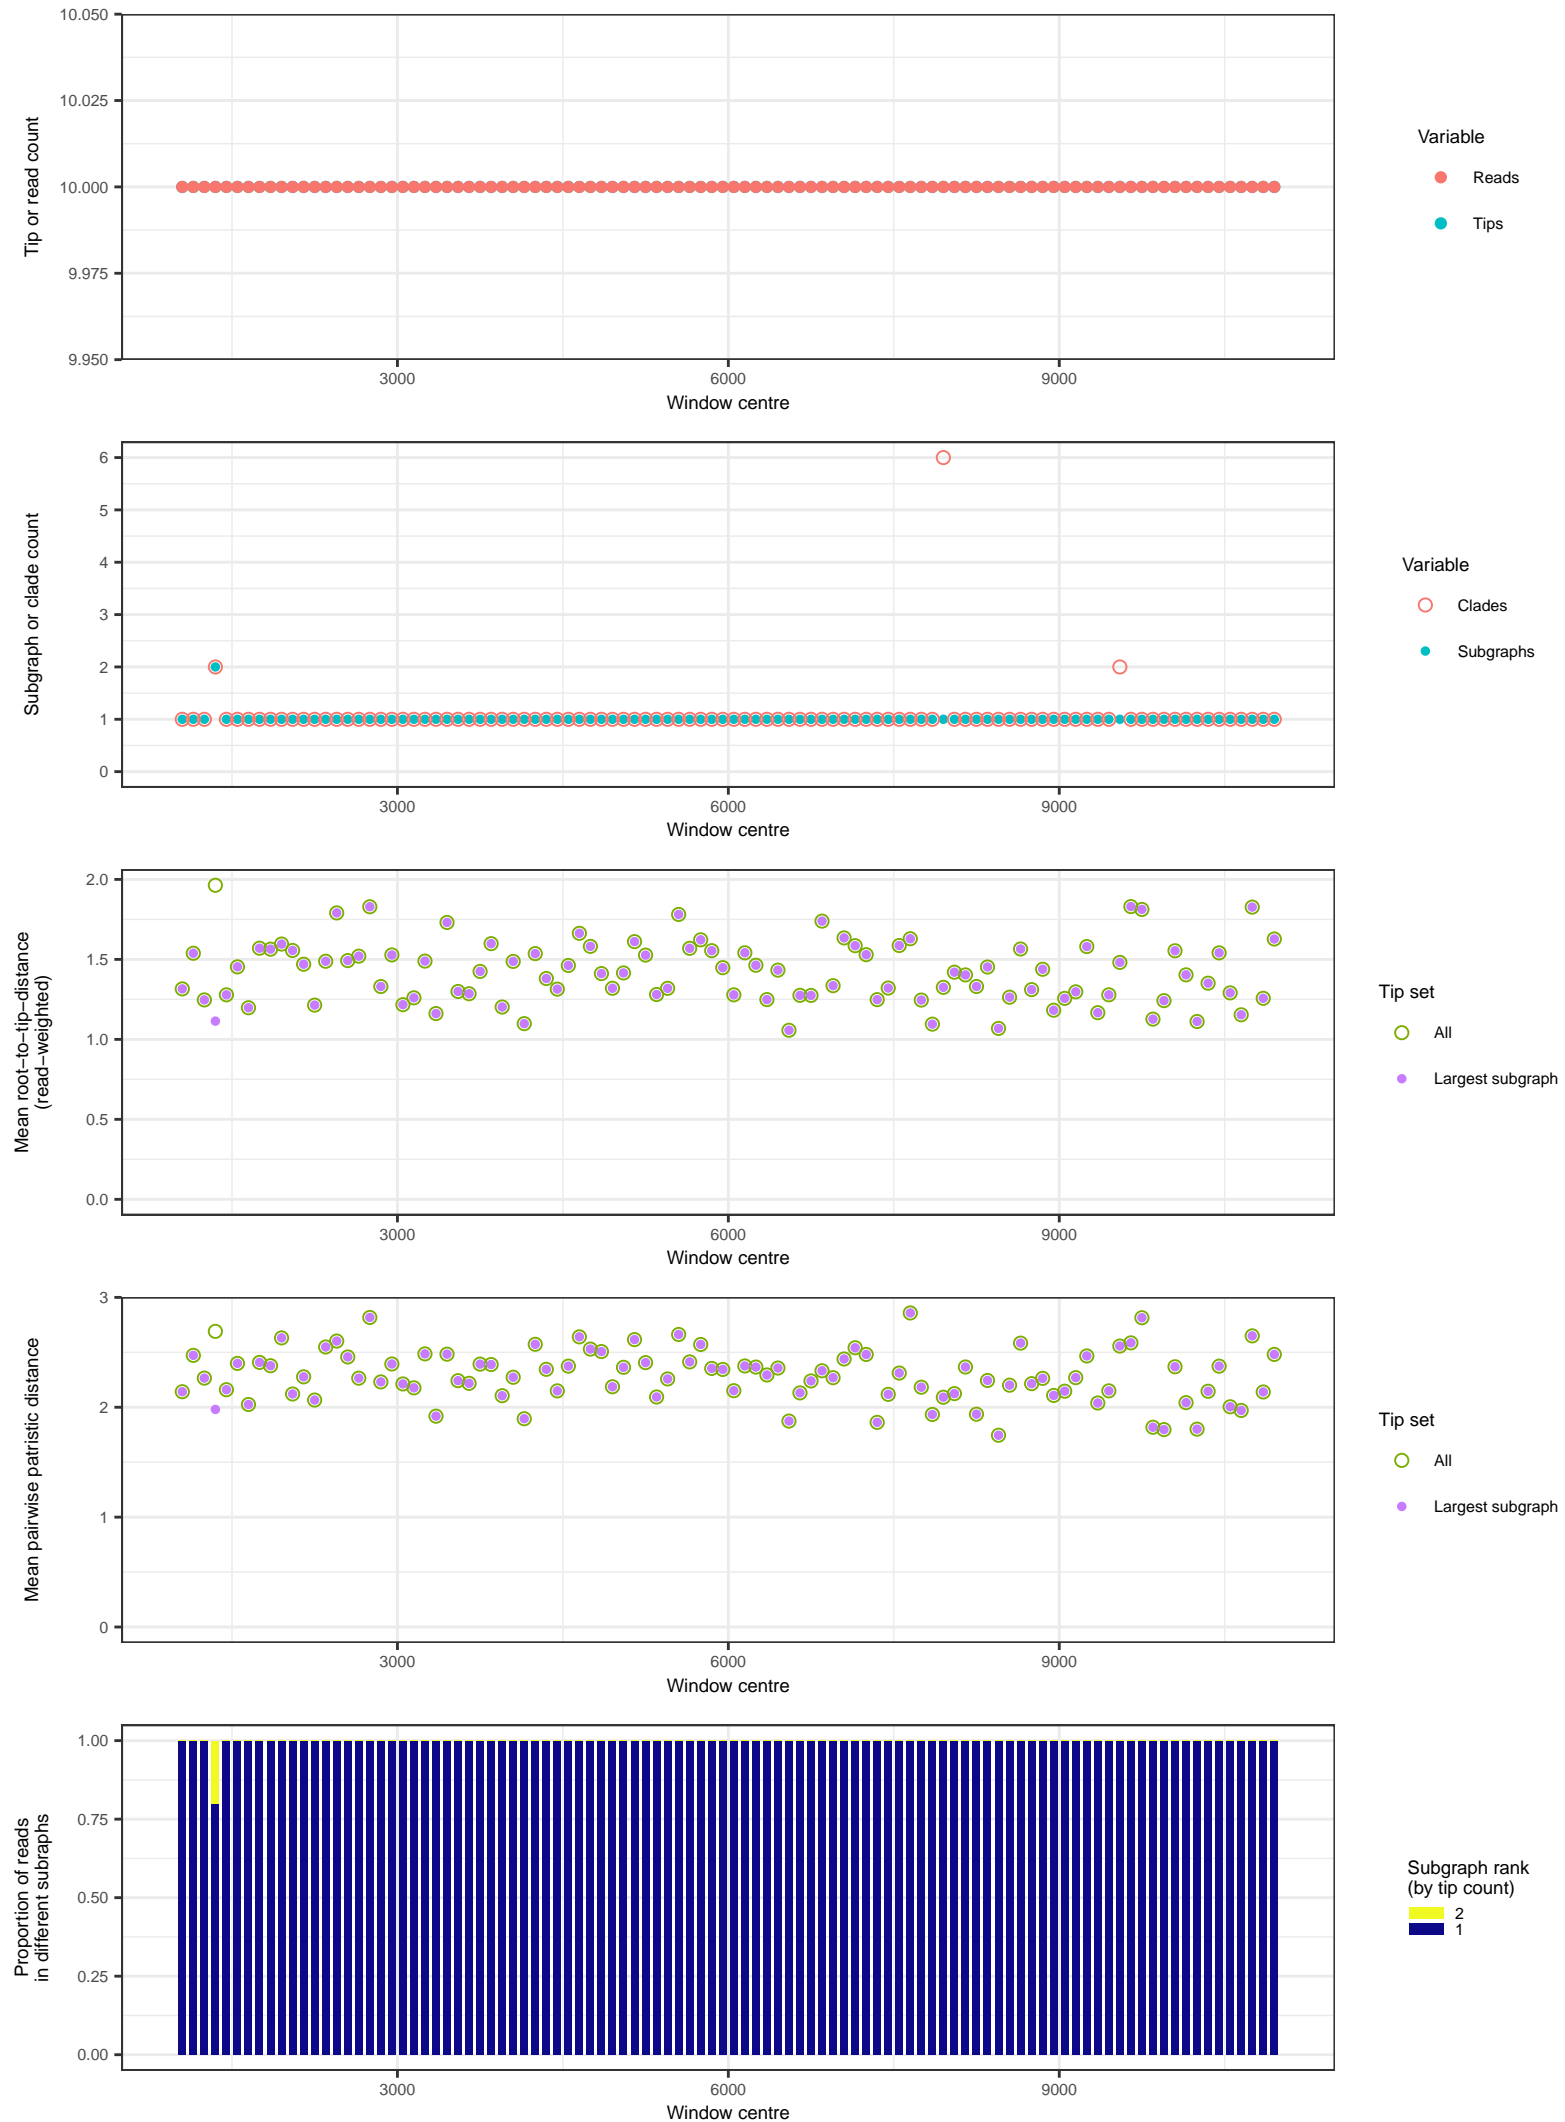 10.050
10.025
10.000
9.975
9.950
Tip or read count
3000
6000
9000
Window centre
Variable
Reads
Tips
6
5
4
3
2
1
0
Subgraph or clade count
3000
6000
9000
Window centre
Variable
Clades
Subgraphs
2.0
1.5
1.0
0.5
0.0
Mean root−to−tip−distance
(read−weighted)
3000
6000
9000
Window centre
Tip set
All
Largest subgraph
3
2
1
0
Mean pairwise patristic distance
3000
6000
9000
Window centre
Tip set
All
Largest subgraph
1.00
0.75
0.50
0.25
0.00
Proportion of reads
in different subraphs
3000
6000
9000
Window centre
Subgraph rank
(by tip count)
2
1